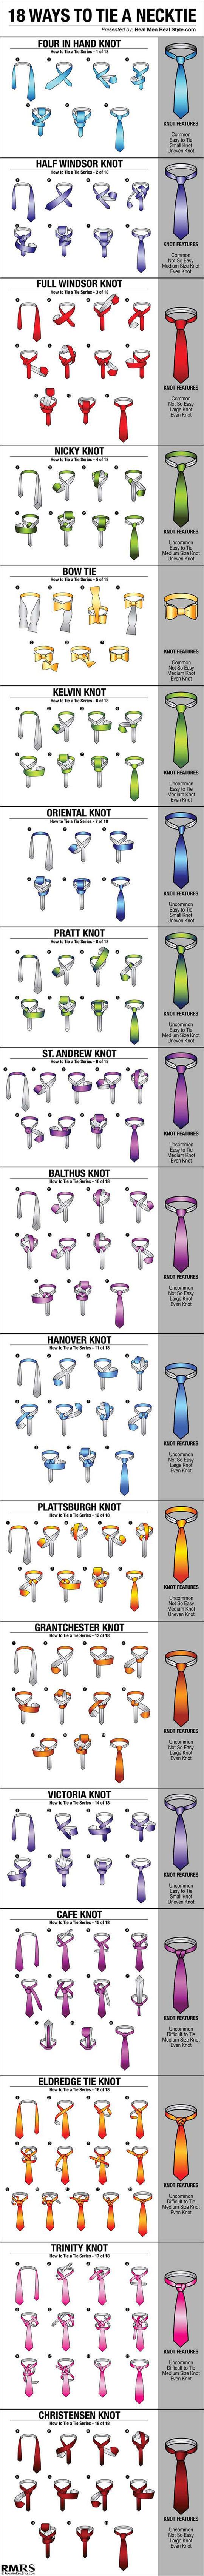 18 WAYS TO TIE A NECKTIE
Presented by: Real Men Real Style.com
FOUR IN HAND KNOT
How to Tie a Tie Series - 1 of 18
KNOT FEATURES
Common
Easy to Tie
Small Knot
Uneven Knot
HALF WINDSOR KNOT
How to Tie a Tie Series - 2 of 18
KNOT FEATURES
Common
Not So Easy
Medium Size Knot
Even Knot
FULL WINDSOR KNOT
How to Tie a Tie Series - 3 of 18
KNOT FEATURES
Common
Not So Easy
Large Knot
Even Knot
NICKY KNOT
How to Tie a Tie Series - 4 of 18
KNOT FEATURES
Uncommon
Easy to Tie
Medium Size Knot
Uneven Knot
BOW TIE
How to Tie a Tie Series - 5 of 18
KNOT FEATURES
Common
Not So Easy
Medium Knot
Even Knot
KELVIN KNOT
How to Tie a Tie Series - 6 of 18
KNOT FEATURES
Uncommon
Easy to Tie
Medium Knot
Even Knot
ORIENTAL KNOT
How to Tie a Tie Series - 7 of 18
KNOT FEATURES
Uncommon
Easy to Tie
Small Knot
Uneven Knot
PRATT KNOT
How to Tie a Tie Series - 8 of 18
KNOT FEATURES
Uncommon
Easy to Tie
Medium Size Knot
Uneven Knot
ST. ANDREW KNOT
How to Tie a Tie Series - 9 of 18
KNOT FEATURES
Uncommon
Easy to Tie
Medium Knot
Even Knot
BALTHUS KNOT
How to Tie a Tie Series - 10 of 18
KNOT FEATURES
Uncommon
Not So Easy
Large Knot
Even Knot
HANOVER KNOT
How to Tie a Tie Series - 11 of 18
KNOT FEATURES
Uncommon
Not So Easy
Large Knot
Even Knot
PLATTSBURGH KNOT
How to Tie a Tie Series - 12 of 18
KNOT FEATURES
Uncommon
Not So Easy
Medium Knot
Uneven Knot
GRANTCHESTER KNOT
How to Tie a Tie Series - 13 of 18
KNOT FEATURES
Uncommon
Not So Easy
Large Knot
Even Knot
VICTORIA KNOT
How to Tie a Tie Series - 14 of 18
KNOT FEATURES
Uncommon
Easy to Tie
Small Knot
Uneven Knot
CAFE KNOT
How to Tie a Tie Series - 15 of 18
KNOT FEATURES
Uncommon
Difficult to Tie
Medium Size Knot
Even Knot
ELDREDGE TIE KNOT
How to Tie a Tie Series - 16 of 18
KNOT FEATURES
Uncommon
Difficult to Tie
Medium Size Knot
Even Knot
TRINITY KNOT
How to Tie a Tie Series - 17 of 18
KNOT FEATURES
Uncommon
Difficult to Tie
Medium Size Knot
Even Knot
CHRISTENSEN KNOT
How to Tie a Tie Series - 18 of 18
KNOT FEATURES
Uncommon
Not So Easy
Large Knot
Even Knot
RMRS